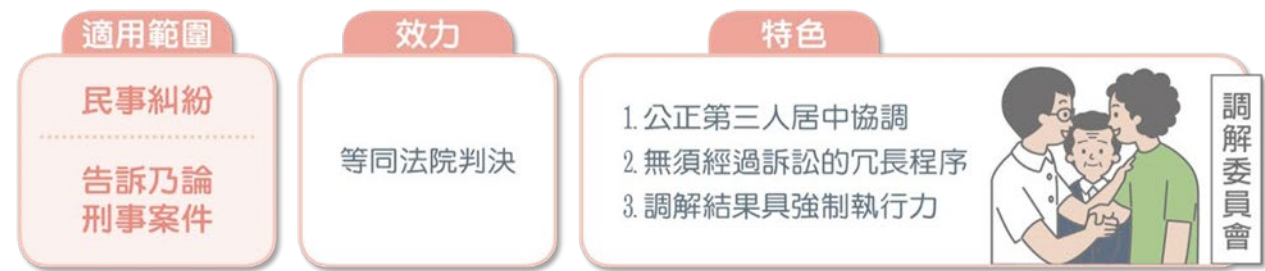 適用範圍
民事糾紛
告訴乃論
刑事案件
效力
等同法院判決
特色
1. 公正第三人居中協調
2. 無須經過訴訟的冗長程序
3. 調解結果具強制執行力
調解委員會